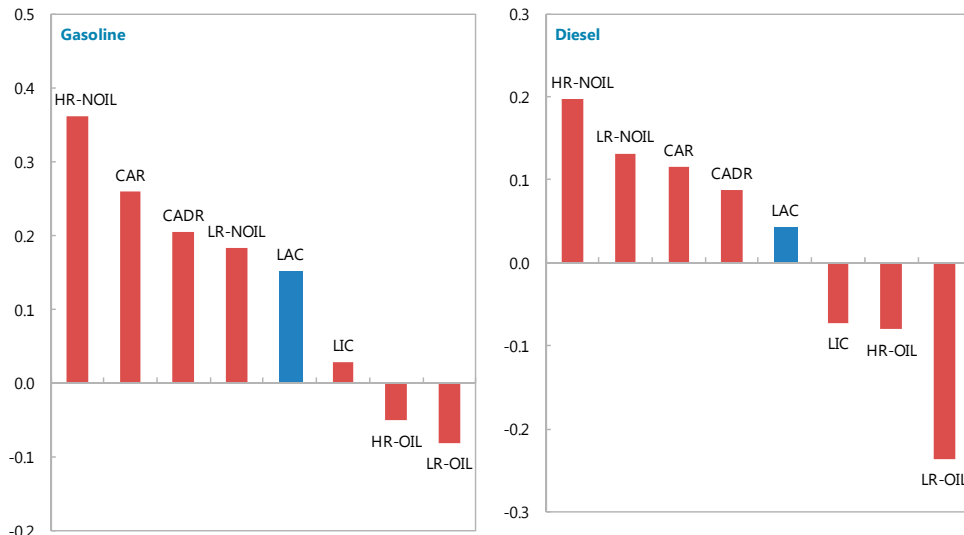 0.5
Gasoline
0.4
HR-NOIL
0.3
CAR
CADR
0.2
LR-NOIL
LAC
0.1
LIC
0.0
HR-OIL
-0.1
LR-OIL
-0.2
0.3
Diesel
HR-NOIL
0.2
LR-NOIL
CAR
CADR
0.1
LAC
0.0
LIC
HR-OIL
-0.1
-0.2
LR-OIL
-0.3